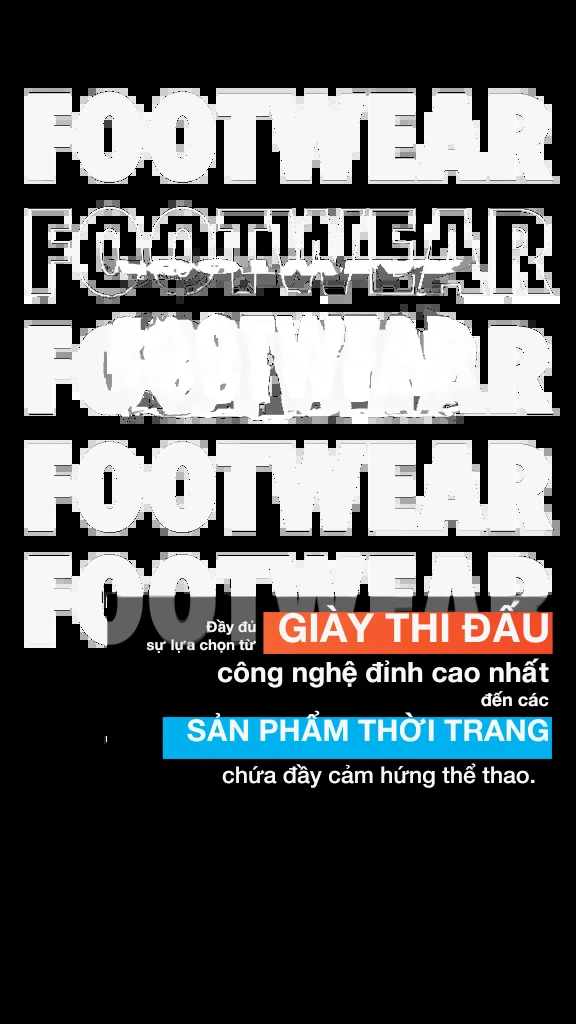 FOOTWEAR
FOOTWEAR
FOOTWEAR
FOOTWEAR
FOOTWEAR
Đầy đủ
sự lựa chọn từ
GIÀY THI ĐẤU
công nghệ đỉnh cao nhất
đến các
SẢN PHẨM THỜI TRANG
chứa đầy cảm hứng thể thao.